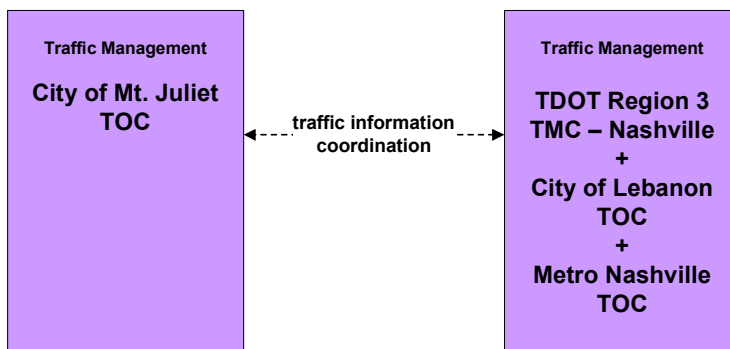 Traffic Management
City of Mt. Juliet
TOC
traffic information
coordination
Traffic Management
TDOT Region 3
TMC – Nashville
+
City of Lebanon
TOC
+
Metro Nashville
TOC